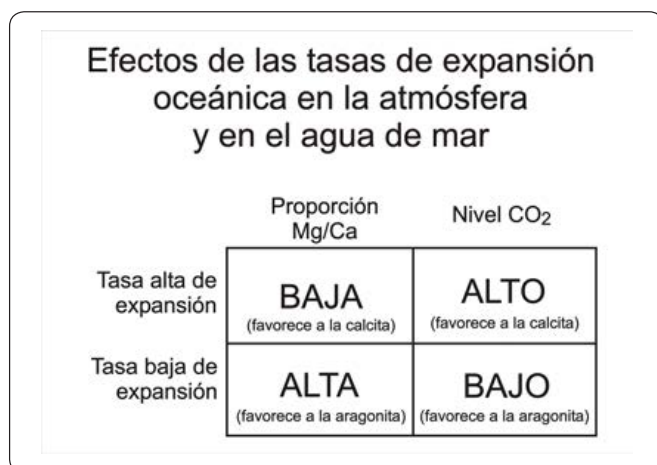 Efectos de las tasas de expansión
oceánica en la atmósfera
y en el agua de mar
Proporción
Mg/Ca
Nivel CO₂
Tasa alta de
expansión
BAJA
(favorece a la calcita)
ALTO
(favorece a la calcita)
Tasa baja de
expansión
ALTA
(favorece a la aragonita)
BAJO
(favorece a la aragonita)